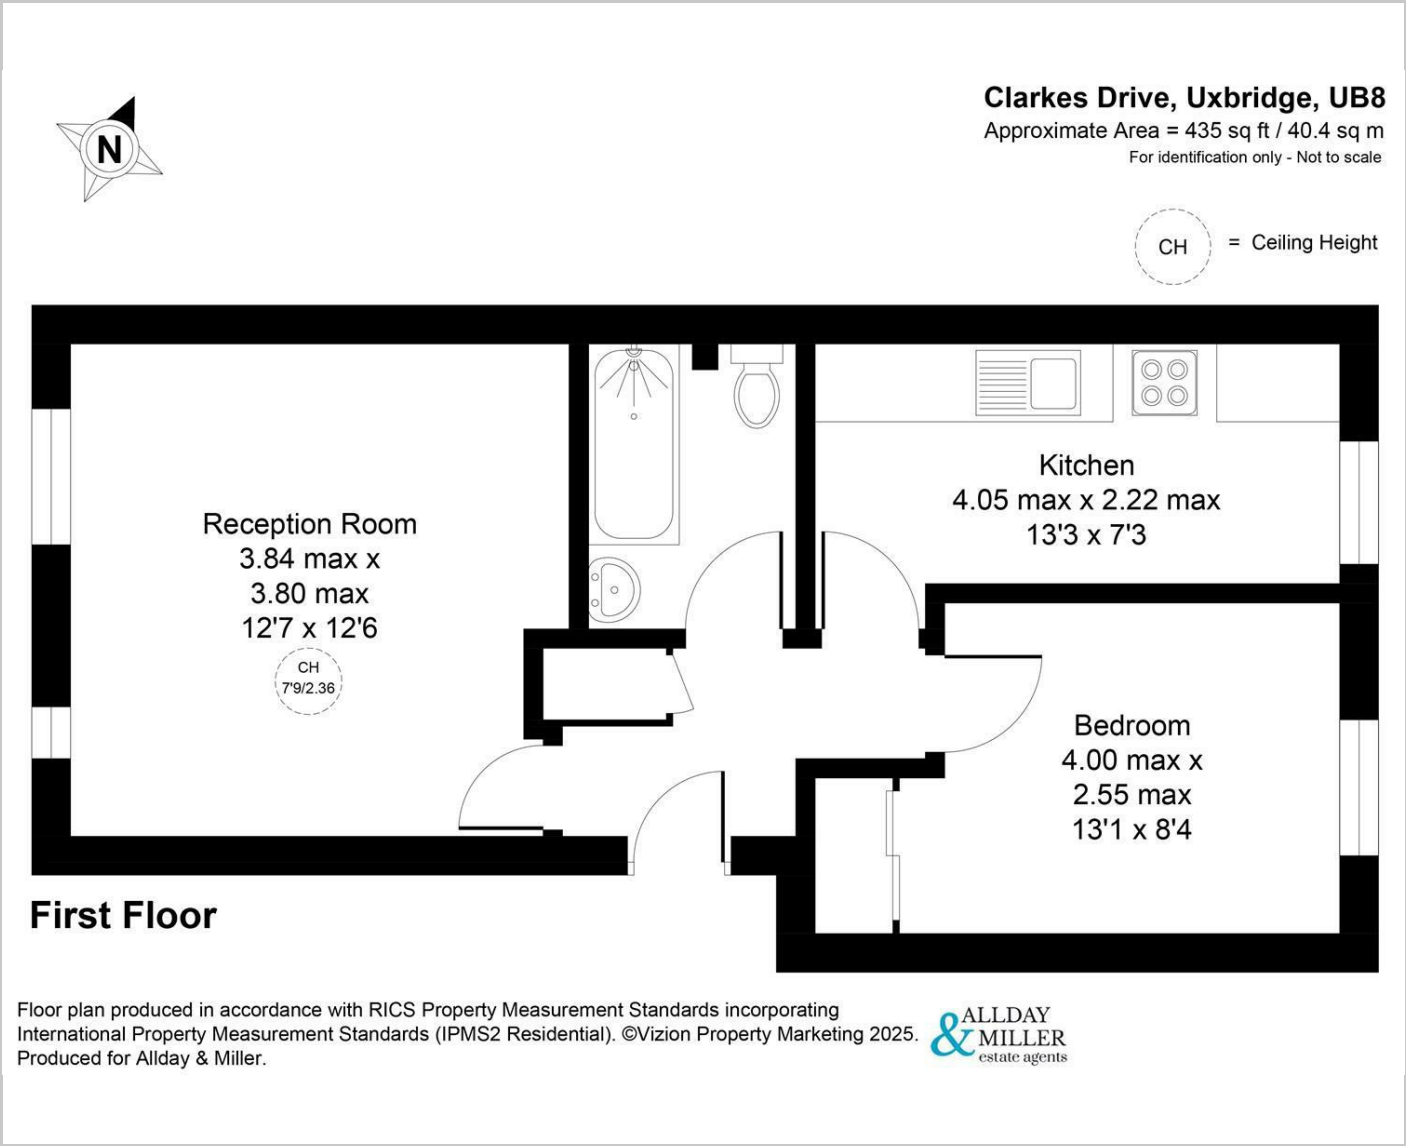 N
Clarkes Drive, Uxbridge, UB8
Approximate Area = 435 sq ft / 40.4 sq m
For identification only - Not to scale
CH = Ceiling Height
Reception Room
3.84 max x
3.80 max
12'7 x 12'6
CH
7'9/2.36
Kitchen
4.05 max x 2.22 max
13'3 x 7'3
Bedroom
4.00 max x
2.55 max
13'1 x 8'4
First Floor
Floor plan produced in accordance with RICS Property Measurement Standards incorporating
International Property Measurement Standards (IPMS2 Residential). ©Vizion Property Marketing 2025.
Produced for Allday & Miller.
ALLDAY
& MILLER
estate agents